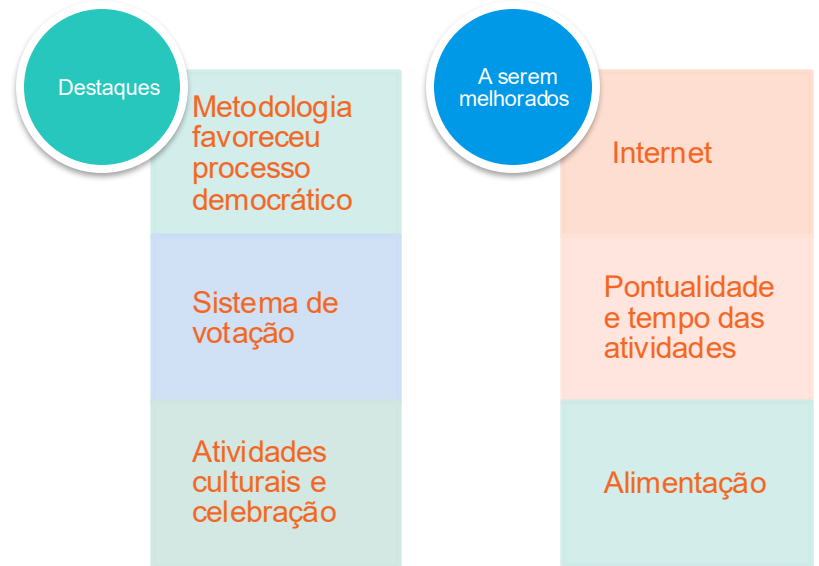 Destaques
Metodologia
favoreceu
processo
democrático
Sistema de
votação
Atividades
culturais e
celebração
A serem
melhorados
Internet
Pontualidade
e tempo das
atividades
Alimentação